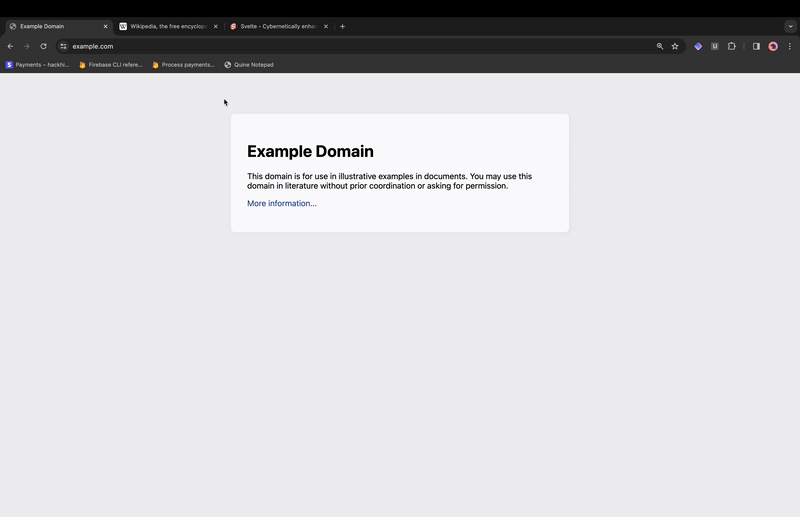 Example Domain
Wikipedia, the free encyclop
Svelte • Cybernetically enha
example.com
Payments – hackhi...
Firebase CLI refere...
Process payments...
Quine Notepad
Example Domain
This domain is for use in illustrative examples in documents. You may use this
domain in literature without prior coordination or asking for permission.
More information...